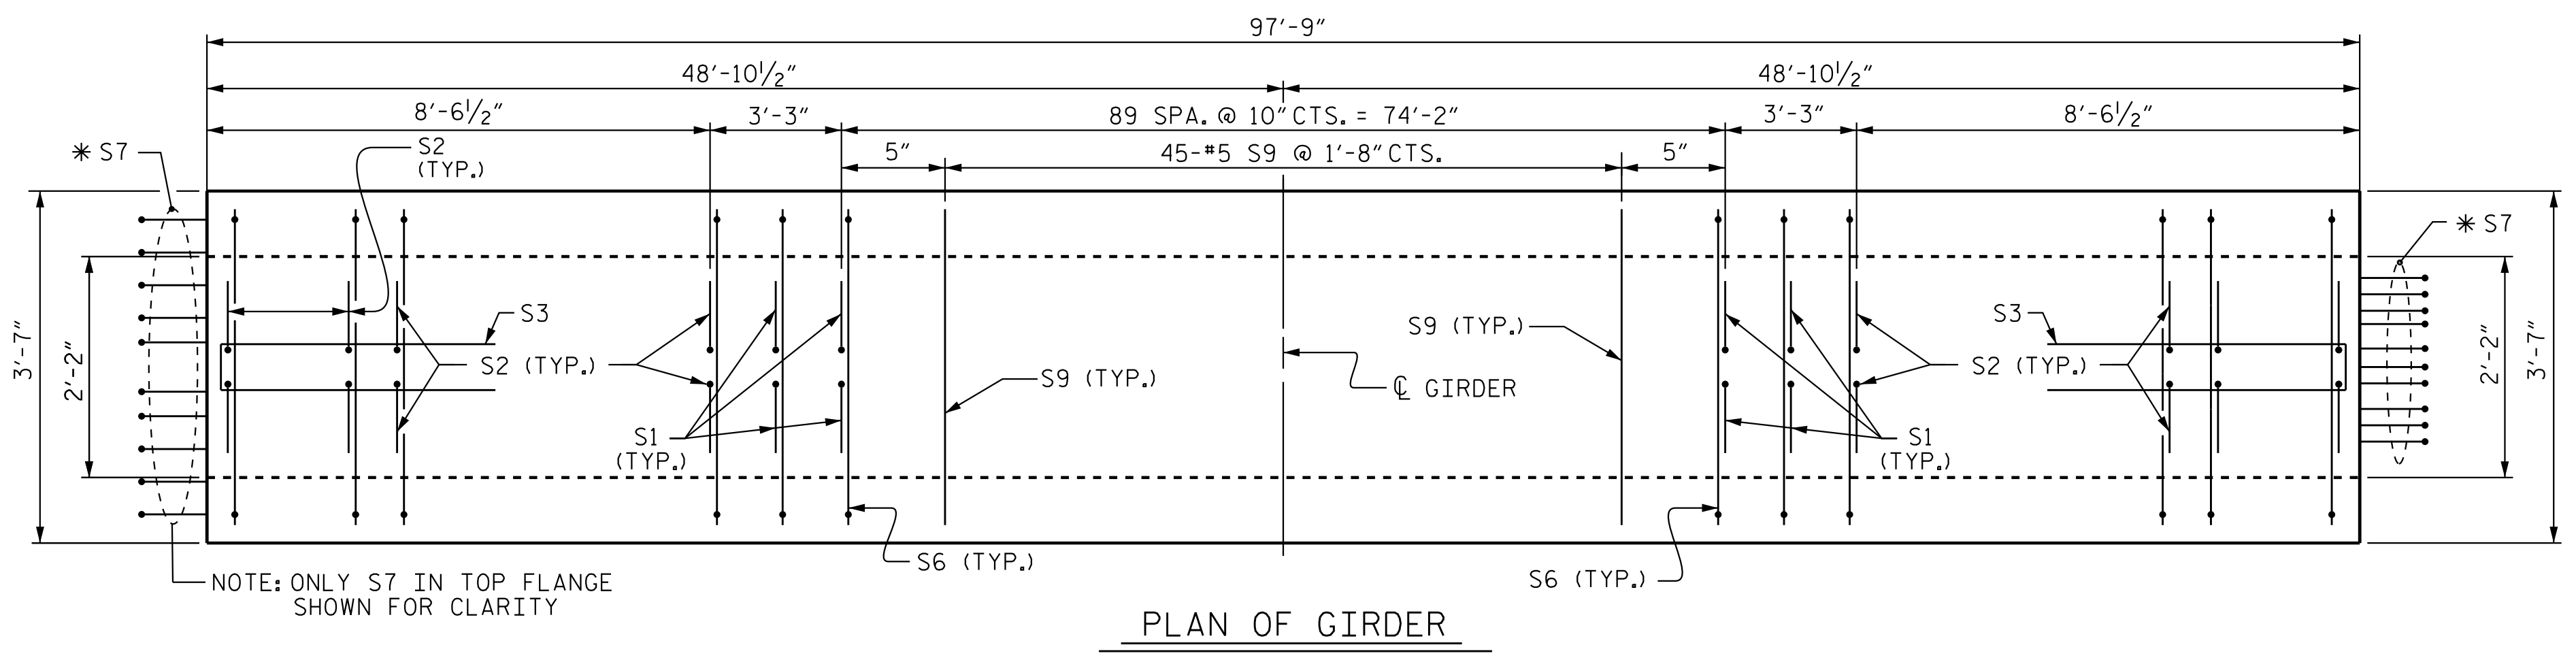 97'-9"
48'-10½"
48'-10½"
8'-6½"
3'-3"
89 SPA. @ 10" CTS. = 74'-2"
3'-3"
8'-6½"
5"
45-#5 S9 @ 1'-8" CTS.
5"
✳ S7
S2
(TYP.)
✳ S7
3'-7"
2'-2"
S3
S2 (TYP.)
S9 (TYP.)
S9 (TYP.)
℄ GIRDER
S3
S2 (TYP.)
2'-2"
3'-7"
S1
(TYP.)
S1
(TYP.)
S6 (TYP.)
S6 (TYP.)
NOTE: ONLY S7 IN TOP FLANGE
SHOWN FOR CLARITY
PLAN OF GIRDER